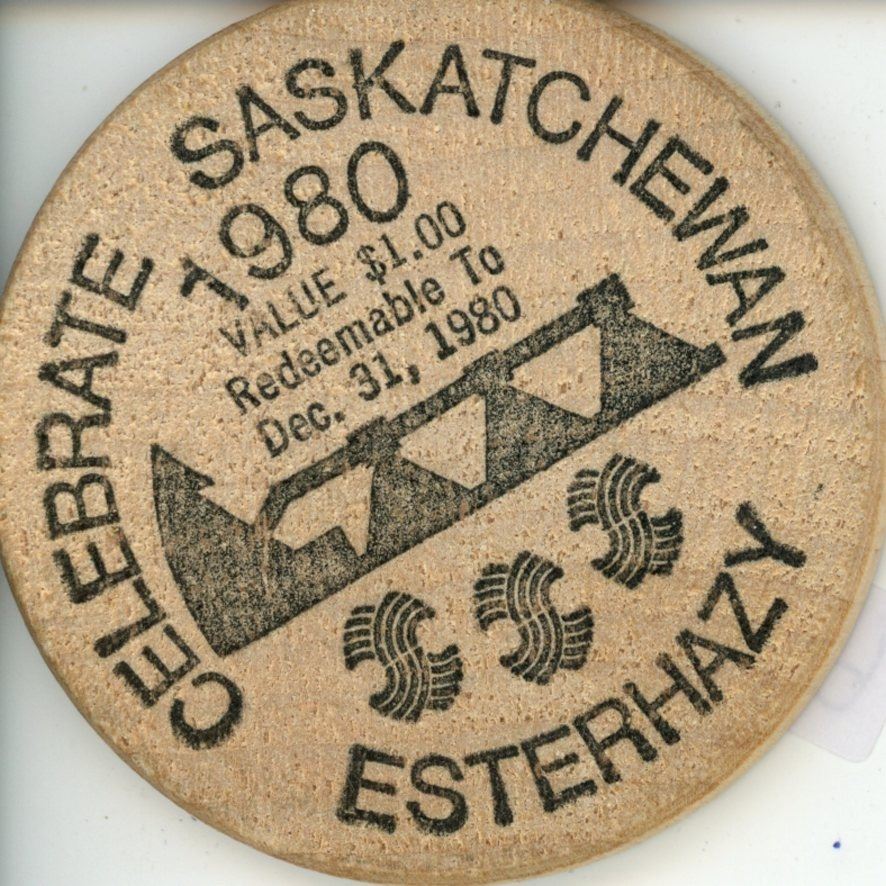 CELEBRATE SASKATCHEWAN
1980
VALUE $1.00
Redeemable To
Dec. 31, 1980
ESTERHAZY